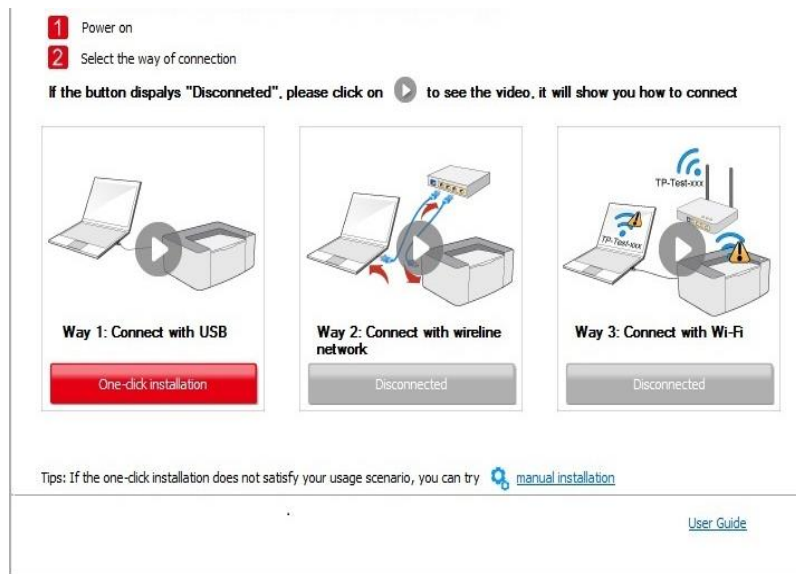 1 Power on
2 Select the way of connection
If the button dispalys "Disconneted", please click on to see the video, it will show you how to connect
TP-Test-xxx
TP-Test-xxx
Way 1: Connect with USB
Way 2: Connect with wireline
network
Way 3: Connect with Wi-Fi
One-click installation
Disconnected
Disconnected
Tips: If the one-click installation does not satisfy your usage scenario, you can try manual installation
User Guide